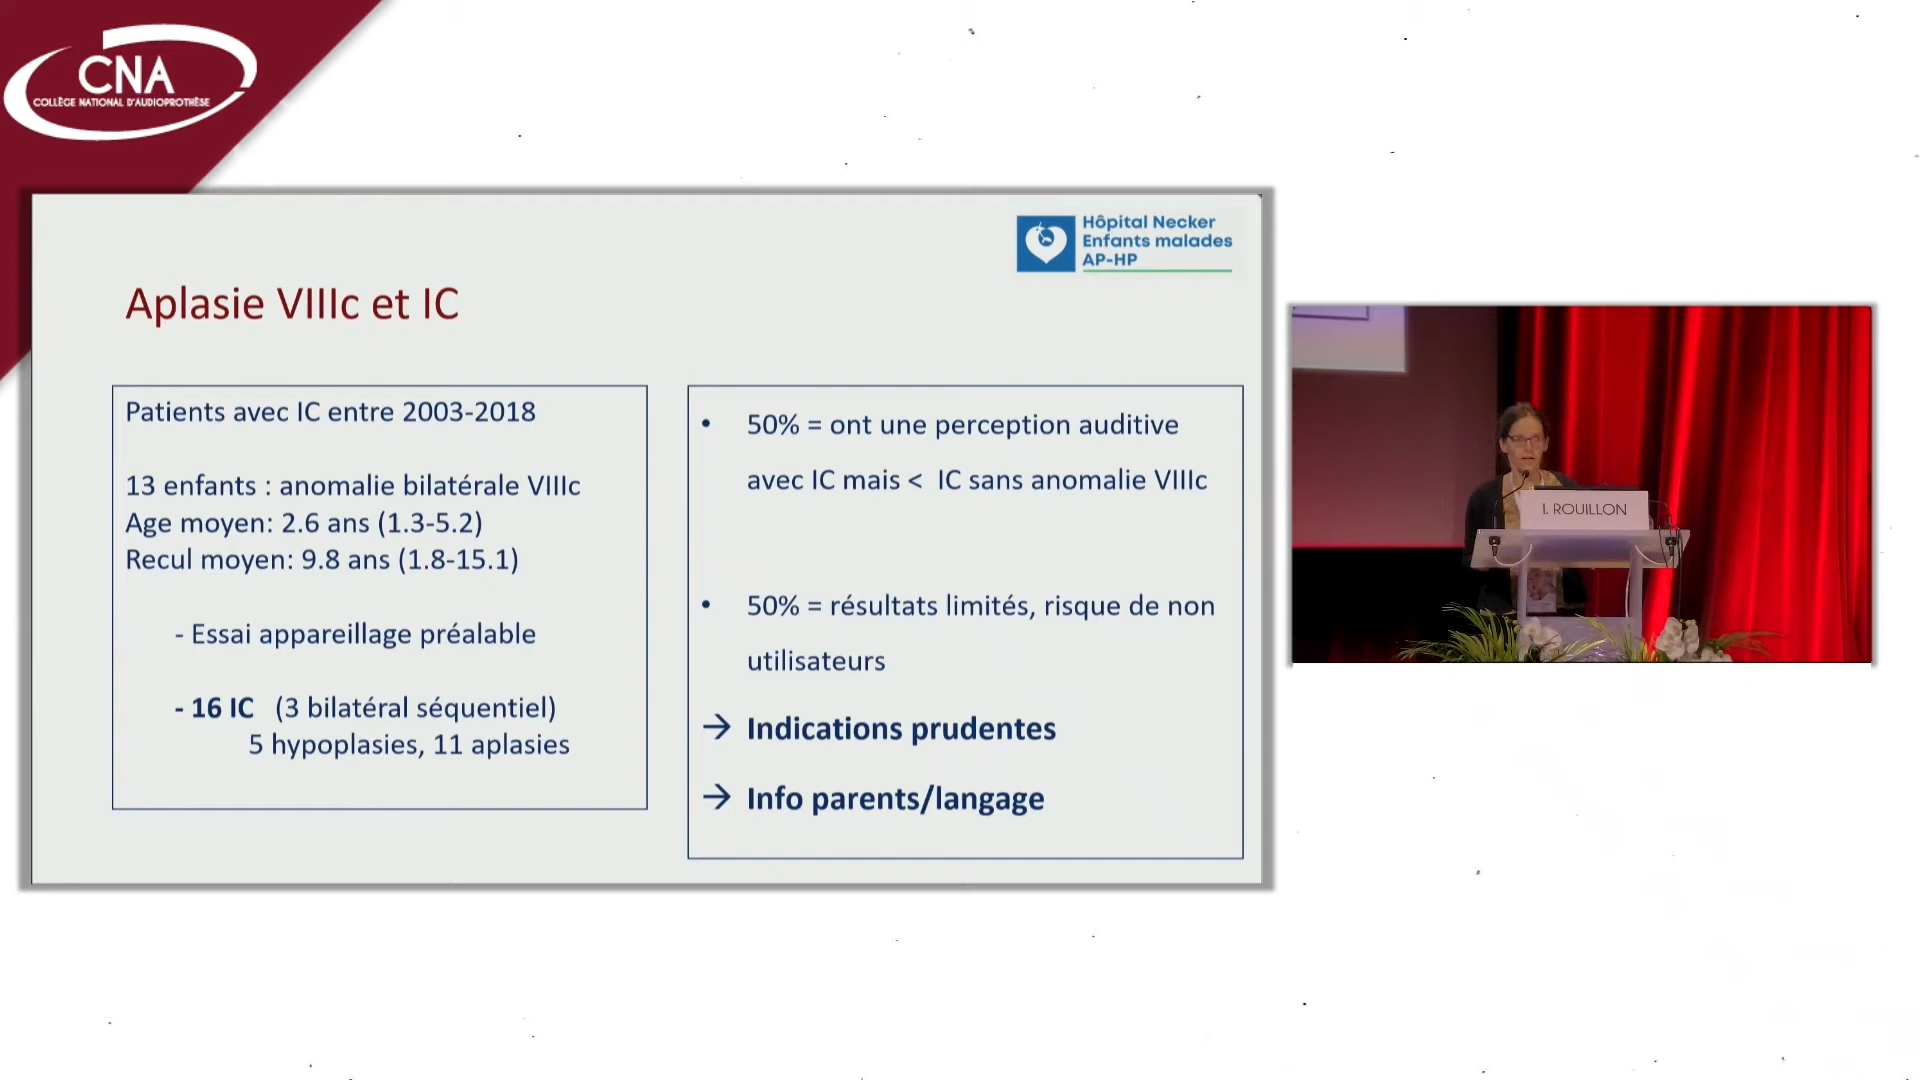 CNA
COLLÈGE NATIONAL D'AUDIOPROTHÈSE
Hôpital Necker
Enfants malades
AP-HP
Aplasie VIIIc et IC
Patients avec IC entre 2003-2018
13 enfants : anomalie bilatérale VIIIc
Age moyen: 2.6 ans (1.3-5.2)
Recul moyen: 9.8 ans (1.8-15.1)
- Essai appareillage préalable
- 16 IC (3 bilatéral séquentiel)
5 hypoplasies, 11 aplasies
• 50% = ont une perception auditive
avec IC mais < IC sans anomalie VIIIc
• 50% = résultats limités, risque de non
utilisateurs
→ Indications prudentes
→ Info parents/langage
I. ROUILLON